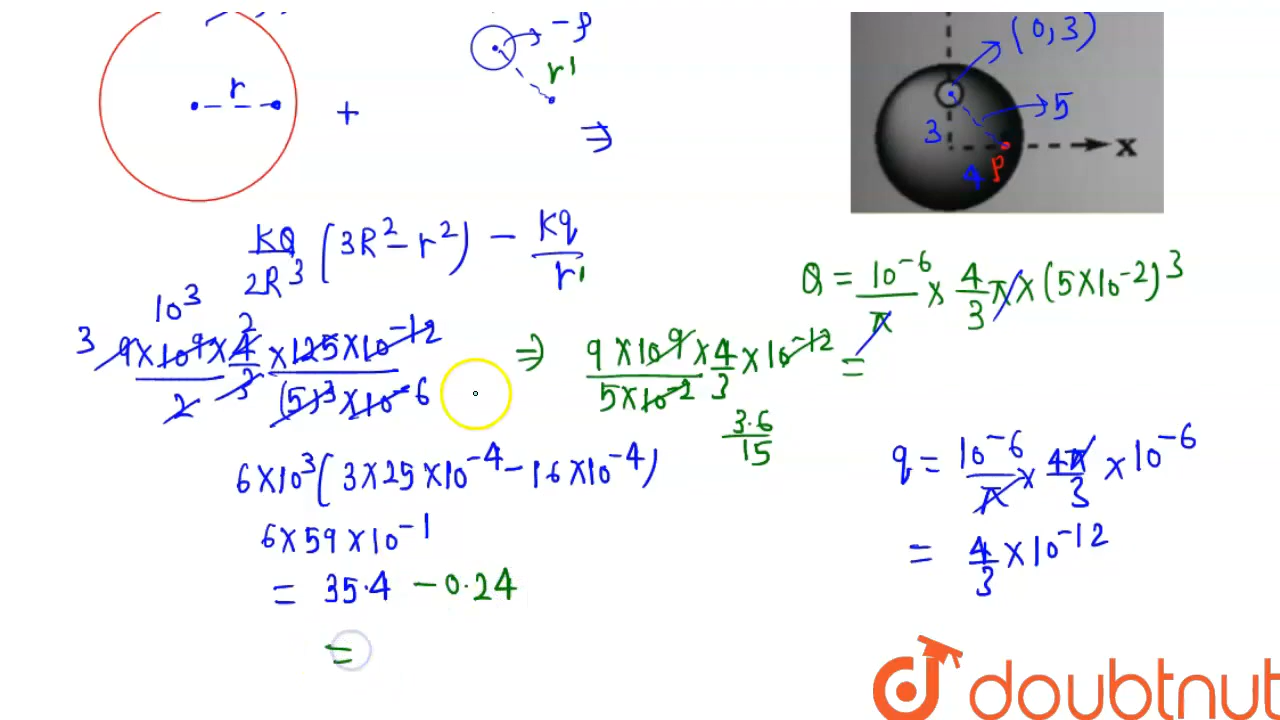 r
+
-ρ
r'
⇒
(0,3)
3
5
4
P
x
KQ/2R³ (3R² - r²) - Kq/r'
Q = 10⁻⁶/π × 4/3 π × (5×10⁻²)³
=
10³
3 9×10⁹×4/3 2 ×125×10⁻¹² / 2 (5)³×10⁻⁶
⇒ 9×10⁹×4/3×10⁻¹² / 5×10⁻²
3.6/15
6×10³(3×25×10⁻⁴ - 16×10⁻⁴)
q = 10⁻⁶/π × 4π/3 × 10⁻⁶
6×59×10⁻¹
= 4/3 × 10⁻¹²
= 35.4 - 0.24
=
doubtnut